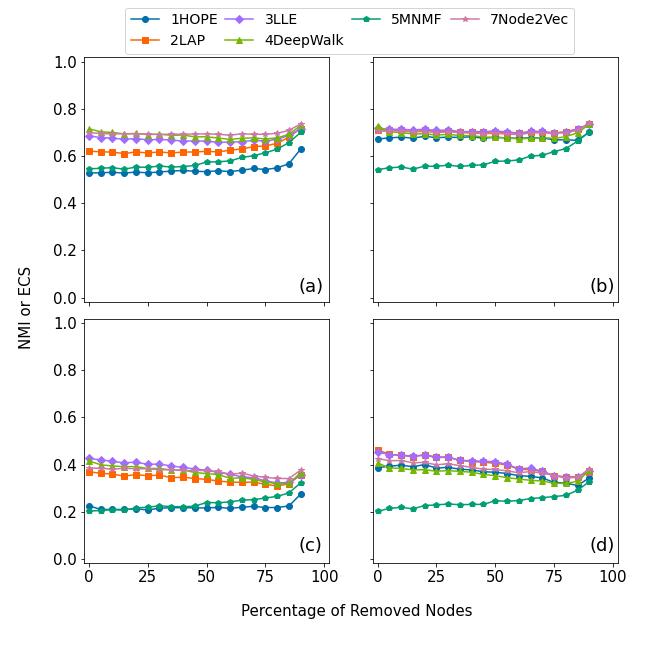 1HOPE 3LLE 5MNMF 7Node2Vec
2LAP 4DeepWalk
1.0
0.8
0.6
0.4
0.2
0.0
(a) (b)
NMI or ECS
1.0
0.8
0.6
0.4
0.2
0.0
(c) (d)
0 25 50 75 100 0 25 50 75 100
Percentage of Removed Nodes